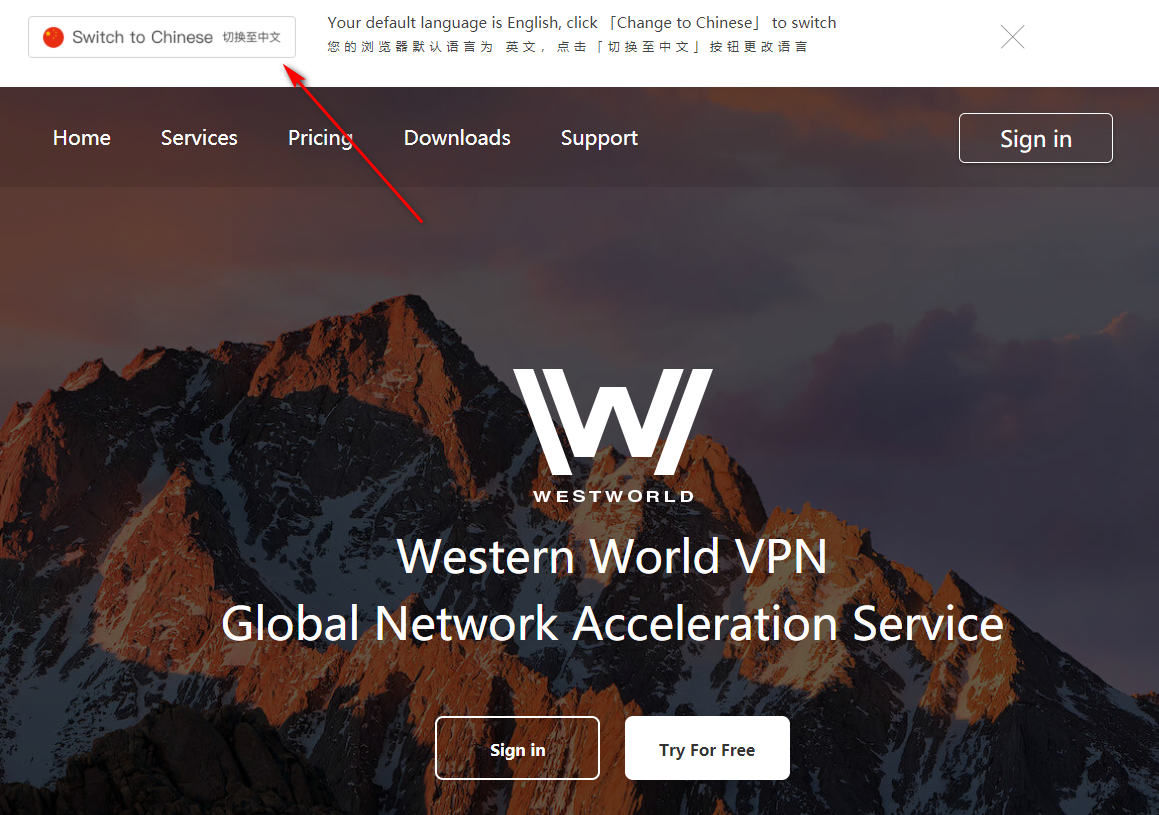 Switch to Chinese 切换至中文
Your default language is English, click「Change to Chinese」 to switch
您的浏览器默认语言为 英文，点击「切换至中文」按钮更改语言
Home Services Pricing Downloads Support Sign in
WESTWORLD
Western World VPN
Global Network Acceleration Service
Sign in Try For Free